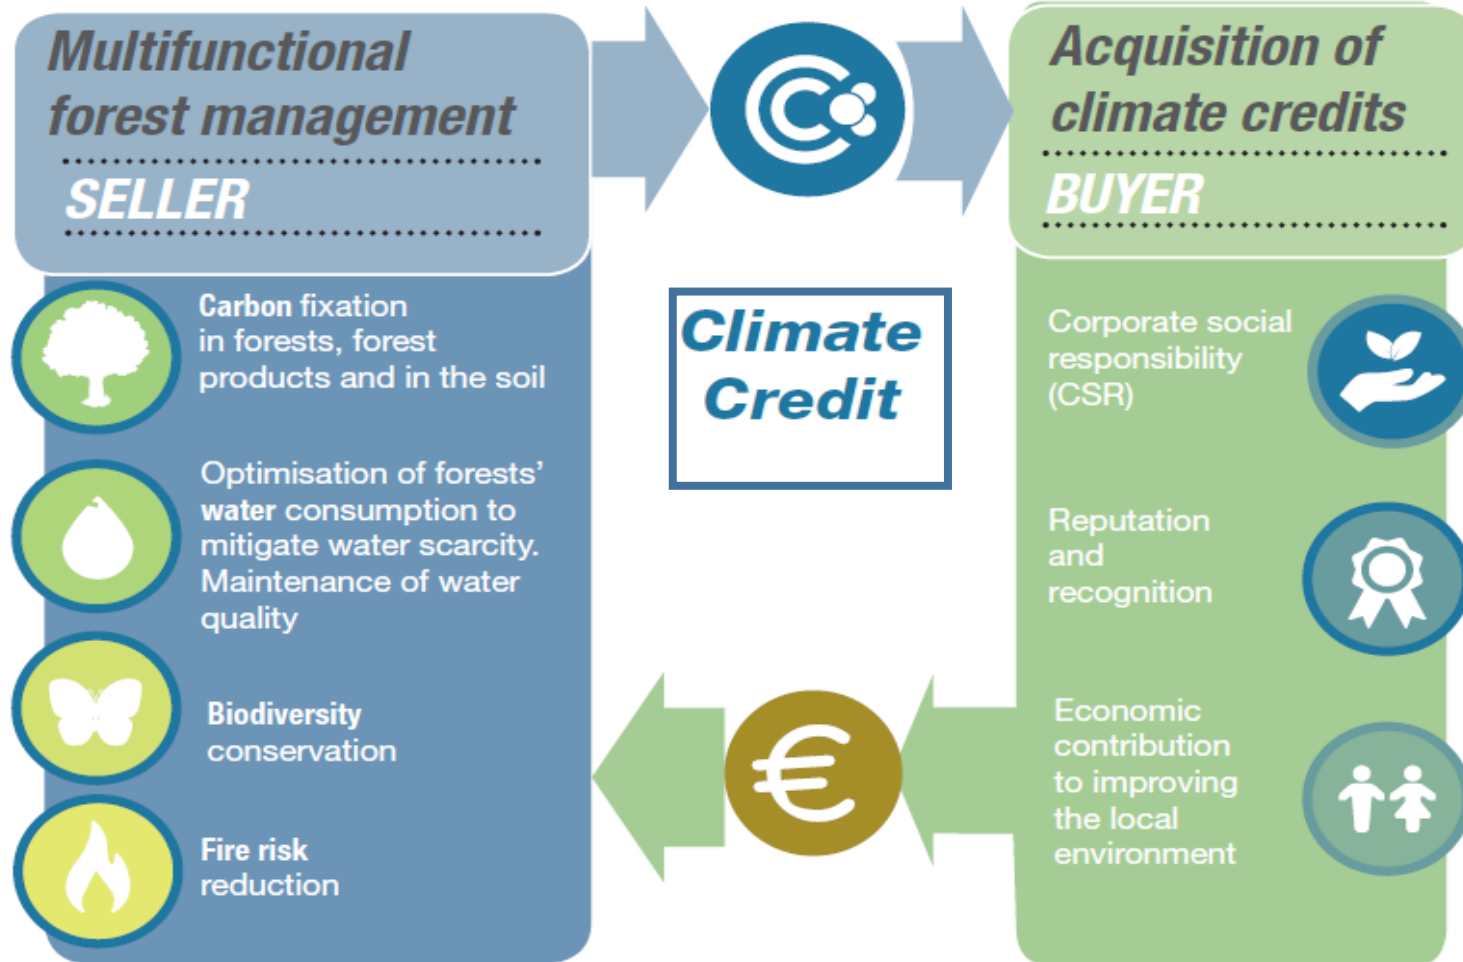 Multifunctional
forest management
SELLER
Carbon fixation
in forests, forest
products and in the soil
Optimisation of forests’
water consumption to
mitigate water scarcity.
Maintenance of water
quality
Biodiversity
conservation
Fire risk
reduction
Climate
Credit
€
Acquisition of
climate credits
BUYER
Corporate social
responsibility
(CSR)
Reputation
and
recognition
Economic
contribution
to improving
the local
environment